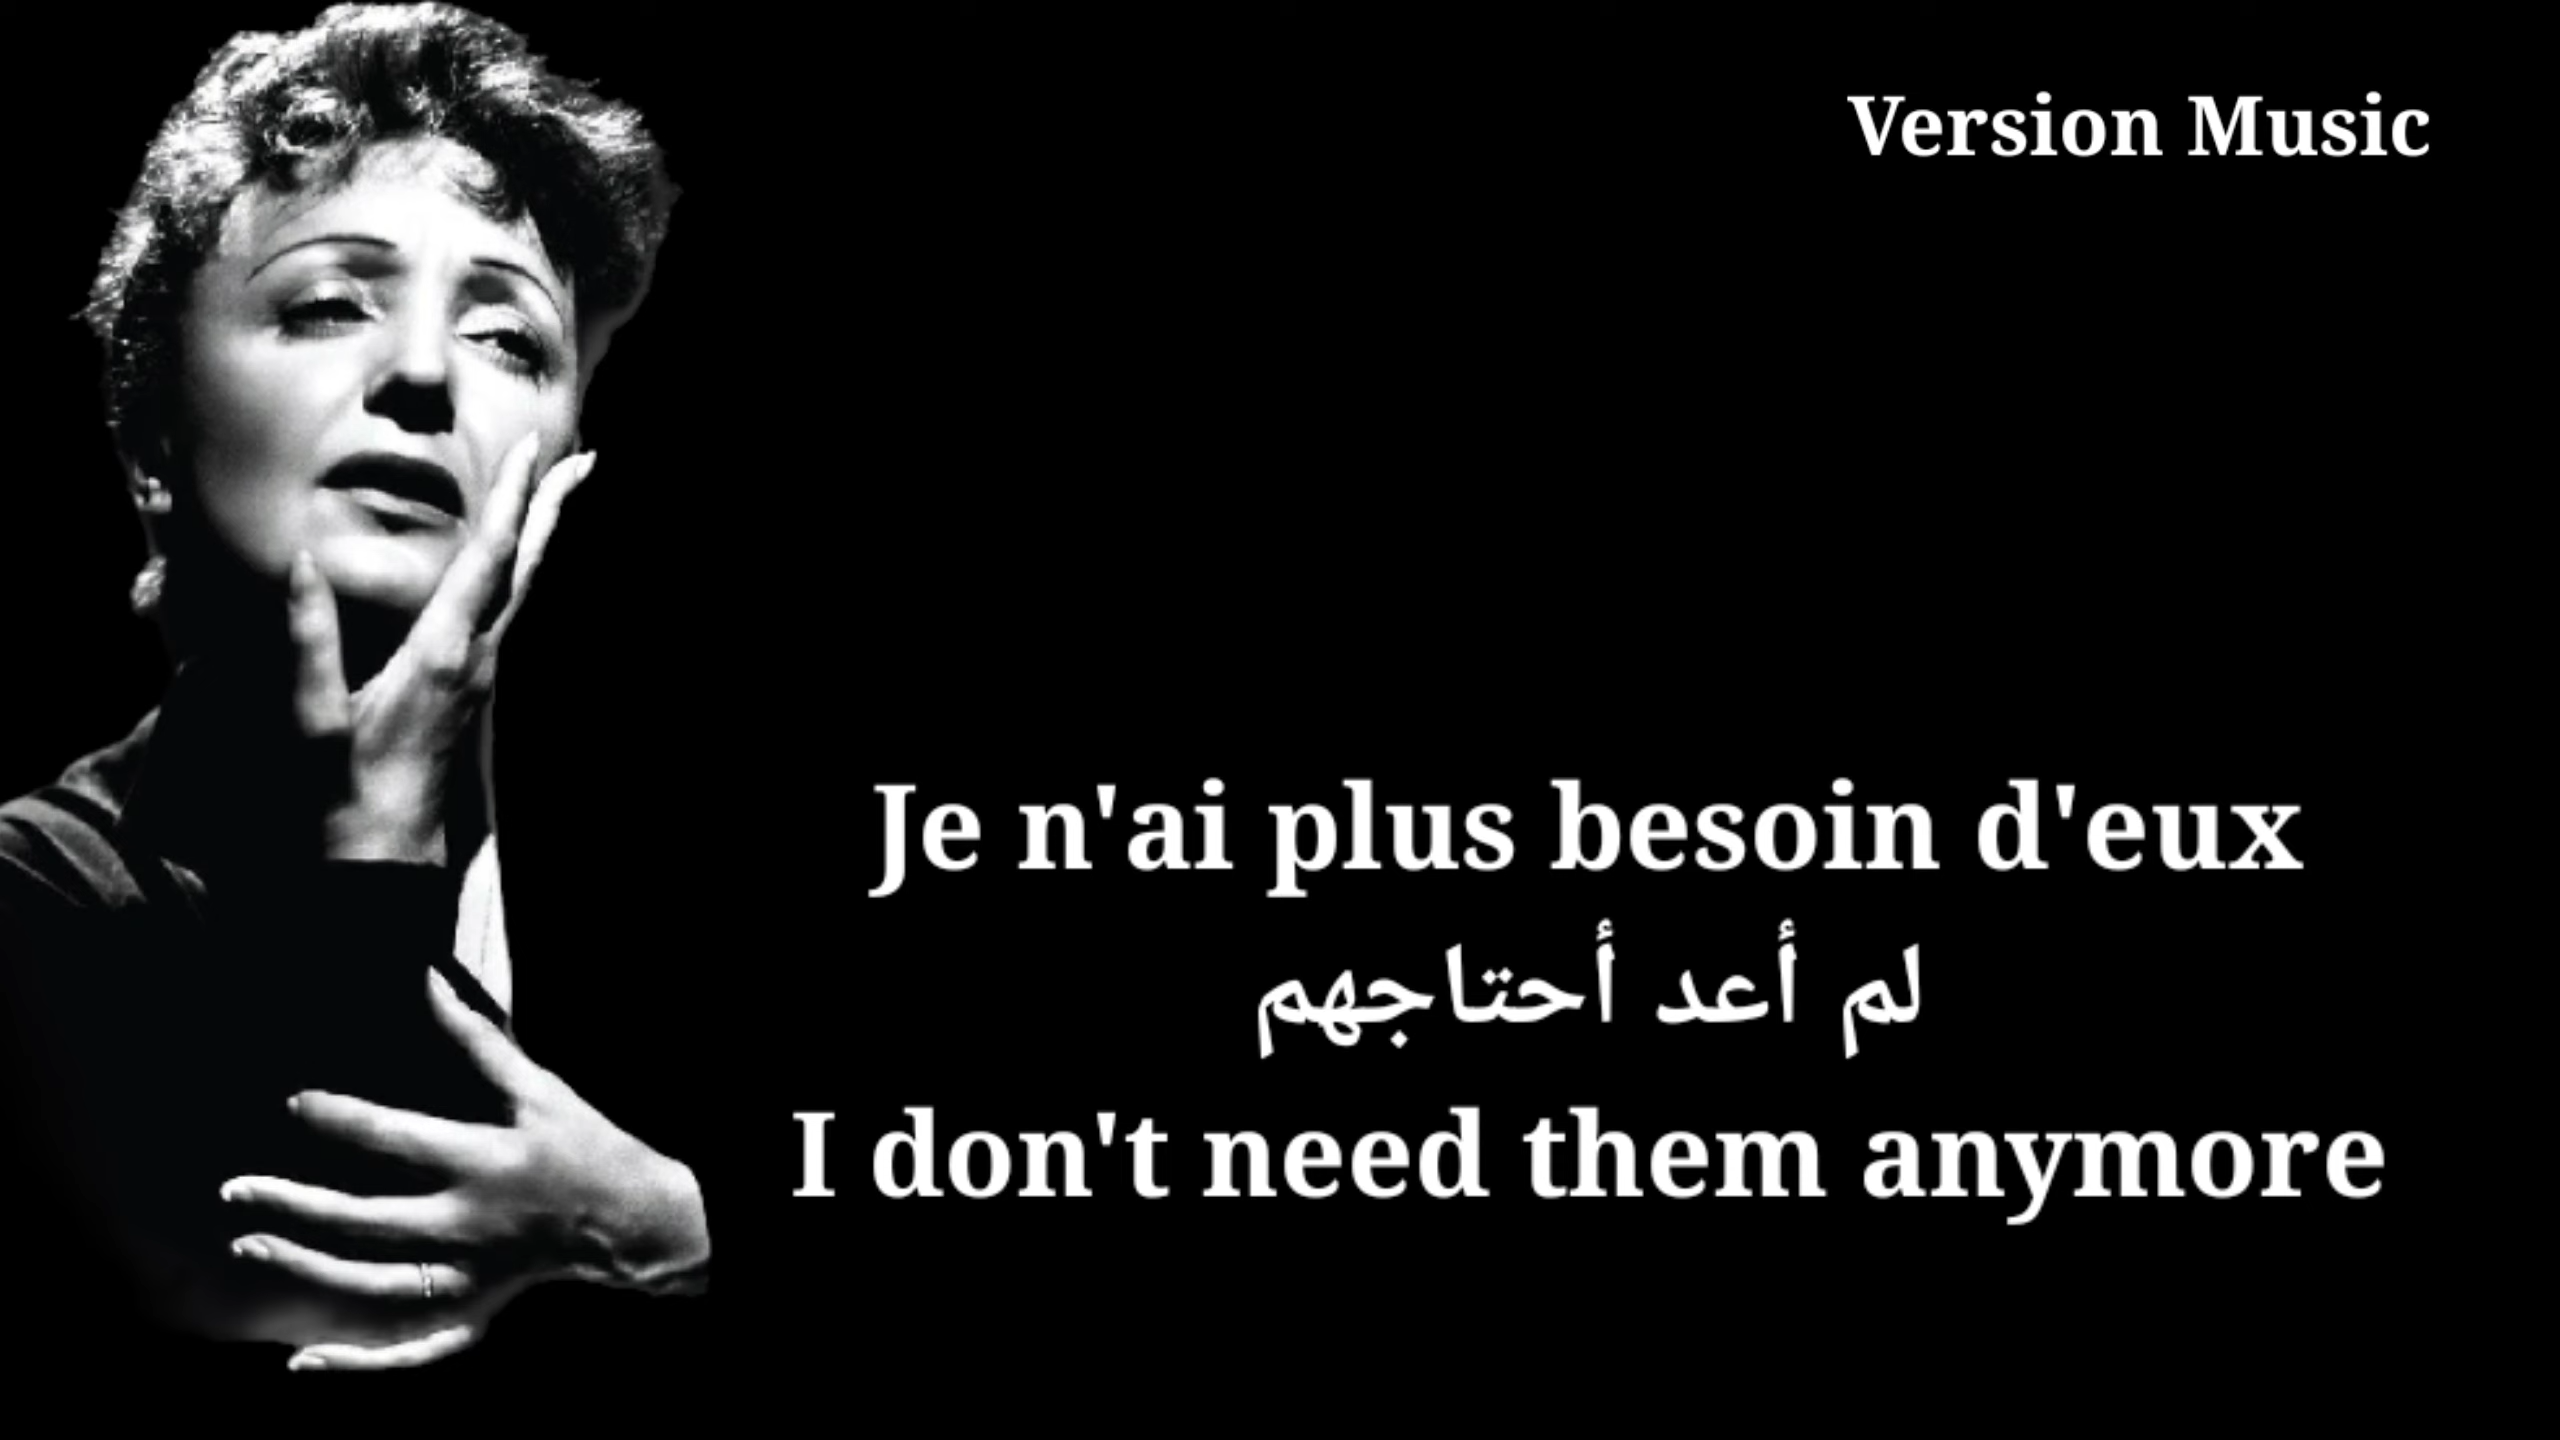 Version Music
Je n'ai plus besoin d'eux
لم أعد أحتاجهم
I don't need them anymore